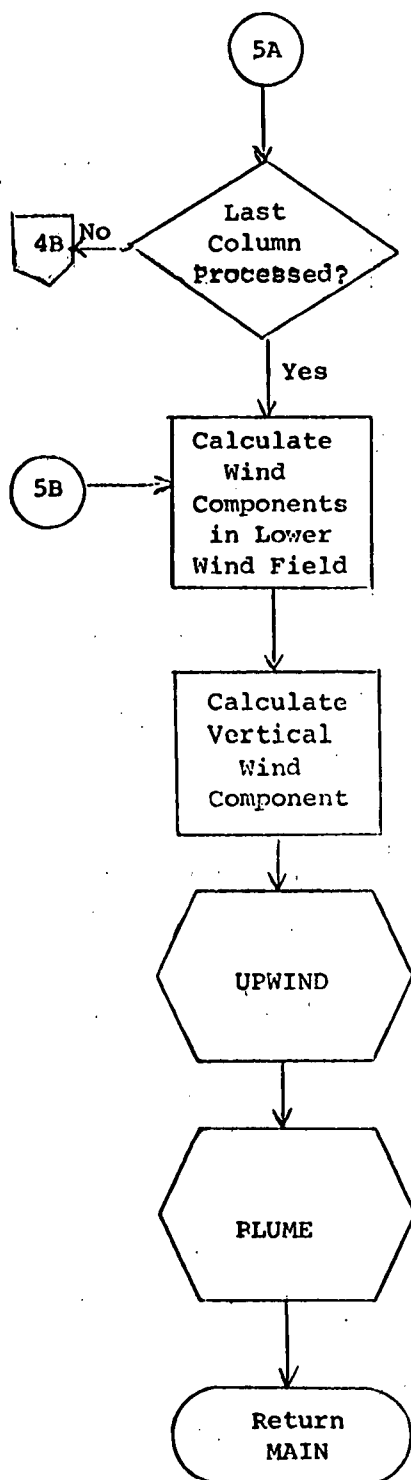 5A
Last
Column
Processed?
4B
No
Yes
5B
Calculate
Wind
Components
in Lower
Wind Field
Calculate
Vertical
Wind
Component
UPWIND
PLUME
Return
MAIN